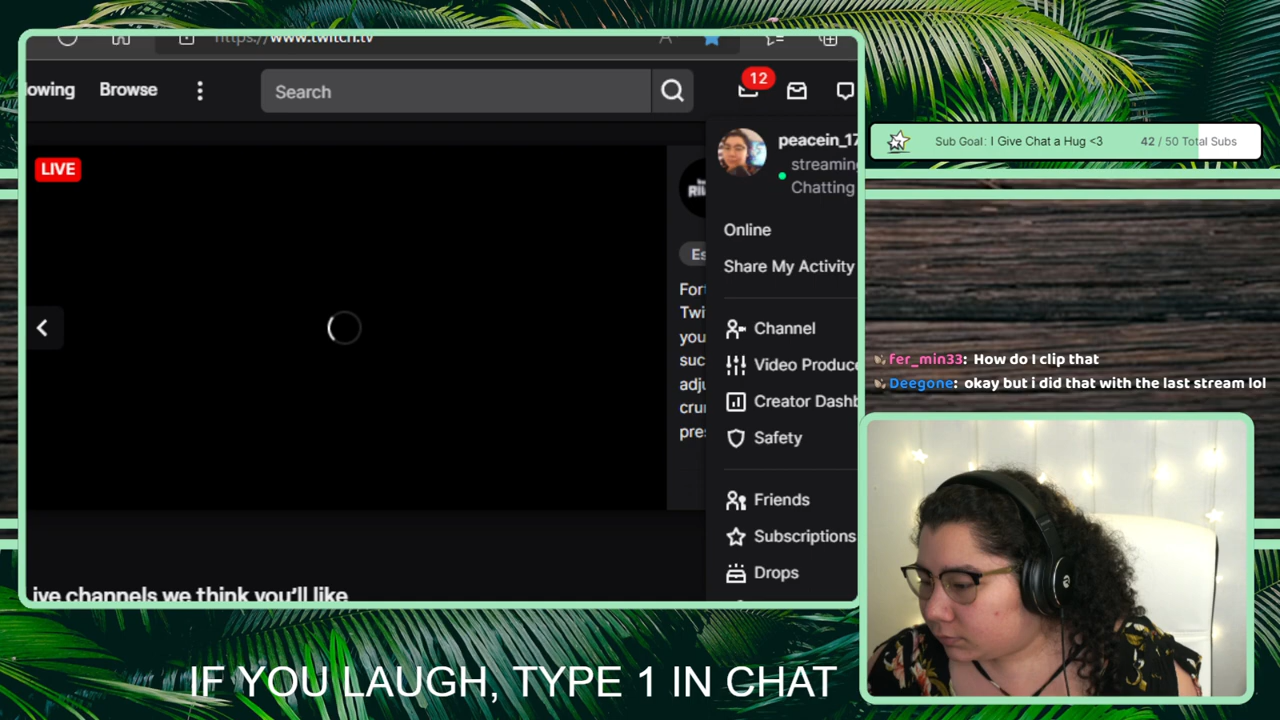 https://www.twitch.tv
owing Browse
Search
12
LIVE
peacein_17
streaming
Chatting
Online
Share My Activity
Channel
Video Produce
Creator Dashb
Safety
Friends
Subscriptions
Drops
Es
For
Twi
you
suc
adju
crun
pres
ive channels we think you'll like
Sub Goal: I Give Chat a Hug <3 42 / 50 Total Subs
fer_min33: How do I clip that
Deegone: okay but i did that with the last stream lol
IF YOU LAUGH, TYPE 1 IN CHAT